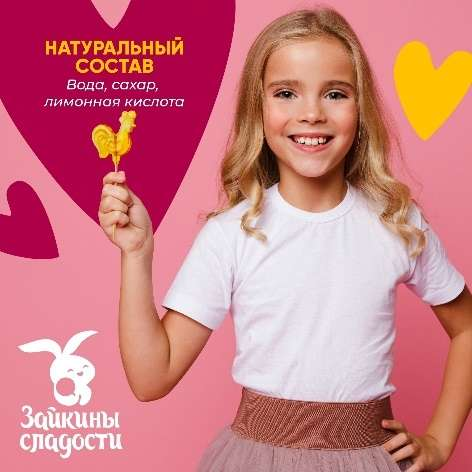 НАТУРАЛЬНЫЙ
СОСТАВ
Вода, сахар,
лимонная кислота
Зайкины
сладости